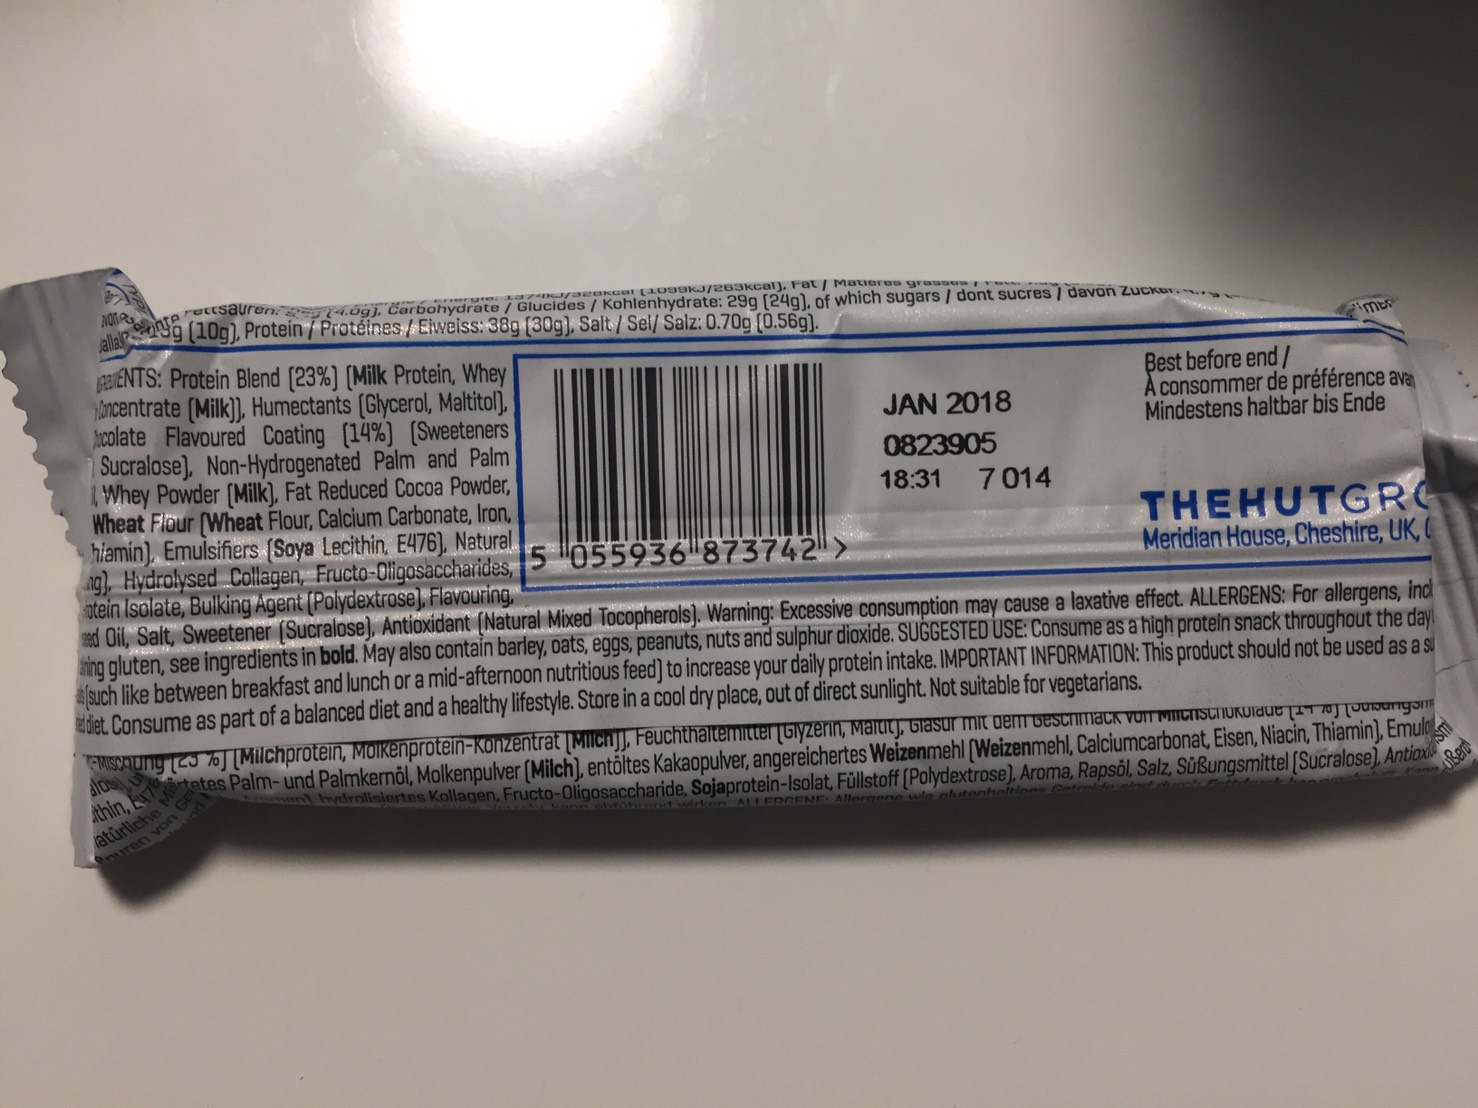 Fat / Matières grasses /
[4.0g], Carbohydrate / Glucides / Kohlenhydrate: 29g [24g], of which sugars / dont sucres / davon Zucker:
[10g], Protein / Protéines / Eiweiss: 38g [30g], Salt / Sel/ Salz: 0.70g [0.56g].
Protein Blend [23%] [Milk Protein, Whey
Concentrate [Milk]], Humectants [Glycerol, Maltitol],
Flavoured Coating [14%] [Sweeteners
Sucralose], Non-Hydrogenated Palm and Palm
Whey Powder [Milk], Fat Reduced Cocoa Powder,
Wheat Flour [Wheat Flour, Calcium Carbonate, Iron,
Emulsifiers [Soya Lecithin, E476], Natural
Hydrolysed Collagen, Fructo-Oligosaccharides,
Isolate, Bulking Agent [Polydextrose], Flavouring,
Oil, Salt, Sweetener [Sucralose], Antioxidant [Natural Mixed Tocopherols]. Warning: Excessive consumption may cause a laxative effect. ALLERGENS: For allergens,
gluten, see ingredients in bold. May also contain barley, oats, eggs, peanuts, nuts and sulphur dioxide. SUGGESTED USE: Consume as a high protein snack throughout the day
[such like between breakfast and lunch or a mid-afternoon nutritious feed] to increase your daily protein intake. IMPORTANT INFORMATION: This product should not be used as a
diet. Consume as part of a balanced diet and a healthy lifestyle. Store in a cool dry place, out of direct sunlight. Not suitable for vegetarians.
5 055936 873742 >
JAN 2018
0823905
18:31 7 014
Best before end /
À consommer de préférence
Mindestens haltbar bis Ende
THEHUT
Meridian House, Cheshire, UK,
[23 %] [Milchprotein, Molkenprotein-Konzentrat [Milch]], Feuchthaltemittel [Glyzerin, Maltit], Glasur mit dem Geschmack von Milchschokolade [14 %]
Palm- und Palmkernöl, Molkenpulver [Milch], entöltes Kakaopulver, angereichertes Weizenmehl [Weizenmehl, Calciumcarbonat, Eisen, Niacin, Thiamin],
hydrolisiertes Kollagen, Fructo-Oligosaccharide, Sojaprotein-Isolat, Füllstoff [Polydextrose], Aroma, Rapsöl, Salz, Süßungsmittel [Sucralose],